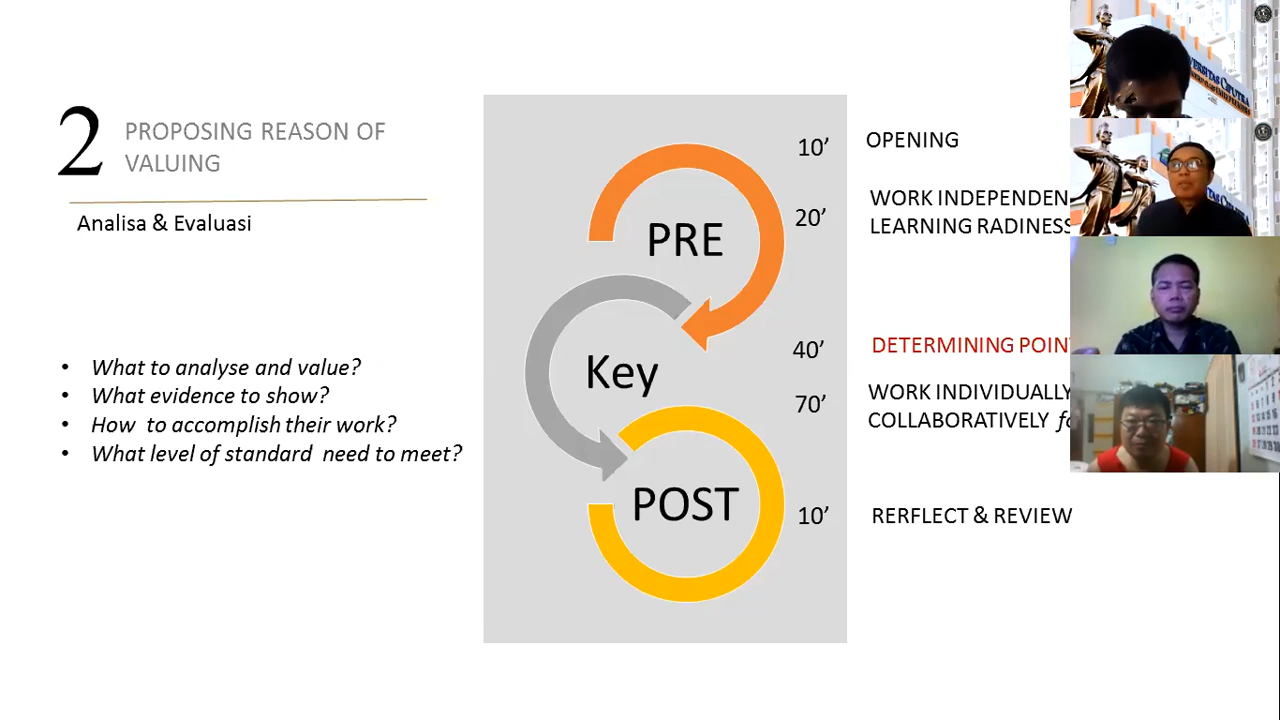 2
PROPOSING REASON OF
VALUING
Analisa & Evaluasi
• What to analyse and value?
• What evidence to show?
• How to accomplish their work?
• What level of standard need to meet?
PRE
Key
POST
10’
OPENING
20’
WORK INDEPENDEN
LEARNING RADINESS
40’
DETERMINING POINT
70’
WORK INDIVIDUALLY
COLLABORATIVELY
10’
RERFLECT & REVIEW